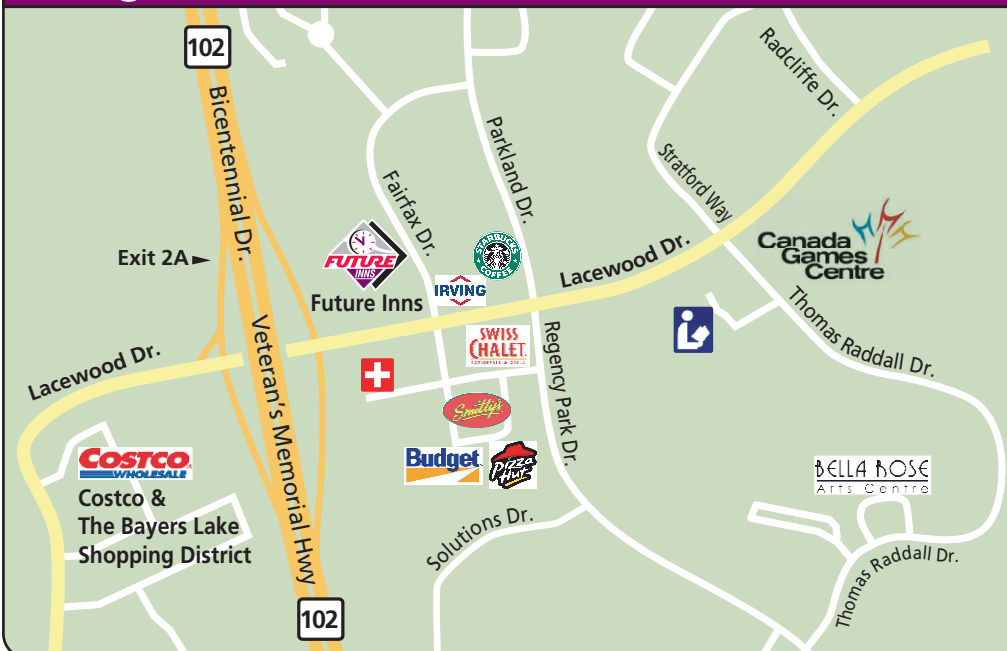 102
Bicentennial Dr.
Exit 2A
Veteran's Memorial Hwy
102
Lacewood Dr.
COSTCO
WHOLESALE
Costco &
The Bayers Lake
Shopping District
FUTURE
INNS
Future Inns
Fairfax Dr.
Parkland Dr.
STARBUCKS
COFFEE
IRVING
Lacewood Dr.
SWISS
CHALET
Smitty's
Budget
Pizza
Hut
Regency Park Dr.
Solutions Dr.
Radcliffe Dr.
Stratford Way
Canada
Games
Centre
Thomas Raddall Dr.
BELLA ROSE
Arts Centre
Thomas Raddall Dr.